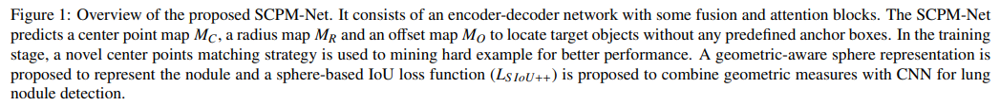 Figure 1: Overview of the proposed SCPM-Net. It consists of an encoder-decoder network with some fusion and attention blocks. The SCPM-Net
predicts a center point map M_C, a radius map M_R and an offset map M_O to locate target objects without any predefined anchor boxes. In the training
stage, a novel center points matching strategy is used to mining hard example for better performance. A geometric-aware sphere representation is
proposed to represent the nodule and a sphere-based IoU loss function (L_{SIoU++}) is proposed to combine geometric measures with CNN for lung
nodule detection.